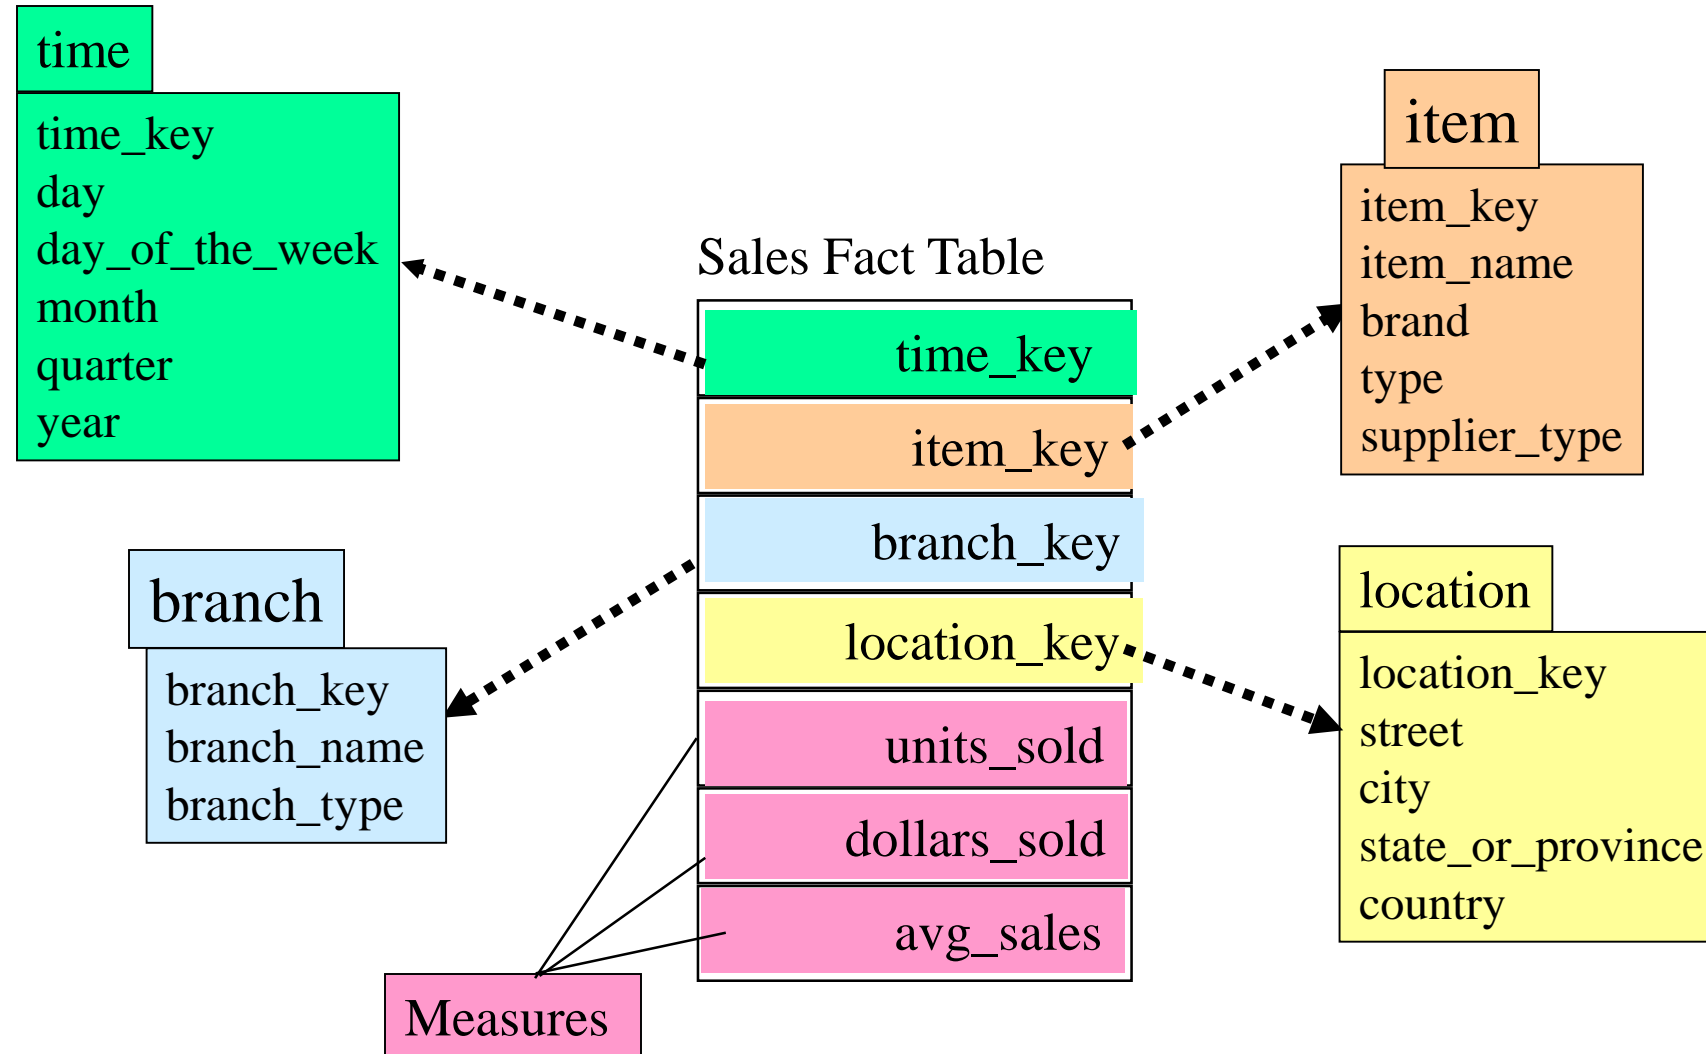 time
time_key
day
day_of_the_week
month
quarter
year
item
item_key
item_name
brand
type
supplier_type
Sales Fact Table
time_key
item_key
branch_key
location_key
units_sold
dollars_sold
avg_sales
branch
branch_key
branch_name
branch_type
location
location_key
street
city
state_or_province
country
Measures